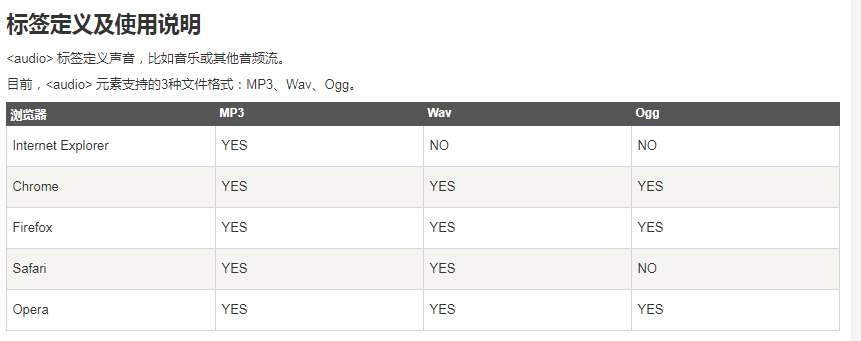 标签定义及使用说明
<audio> 标签定义声音，比如音乐或其他音频流。
目前，<audio> 元素支持的3种文件格式：MP3、Wav、Ogg。
浏览器 MP3 Wav Ogg
Internet Explorer YES NO NO
Chrome YES YES YES
Firefox YES YES YES
Safari YES YES NO
Opera YES YES YES